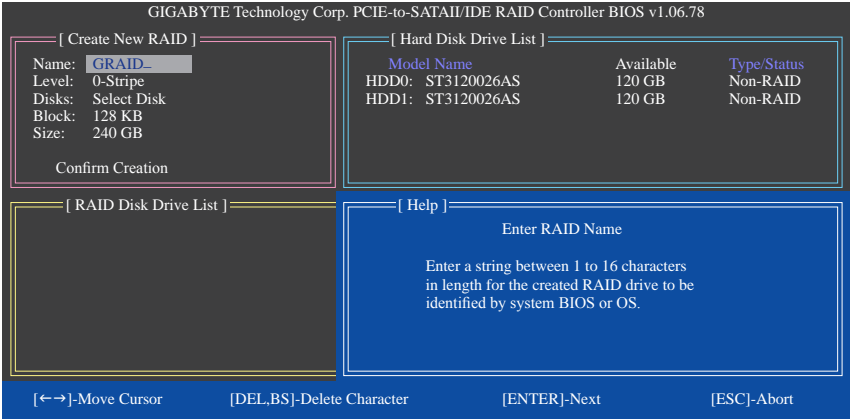 GIGABYTE Technology Corp. PCIE-to-SATAII/IDE RAID Controller BIOS v1.06.78
[ Create New RAID ]
Name: GRAID_
Level: 0-Stripe
Disks: Select Disk
Block: 128 KB
Size: 240 GB
Confirm Creation
[ Hard Disk Drive List ]
Model Name Available Type/Status
HDD0: ST3120026AS 120 GB Non-RAID
HDD1: ST3120026AS 120 GB Non-RAID
[ RAID Disk Drive List ]
[ Help ]
Enter RAID Name
Enter a string between 1 to 16 characters
in length for the created RAID drive to be
identified by system BIOS or OS.
[←→]-Move Cursor [DEL,BS]-Delete Character [ENTER]-Next [ESC]-Abort